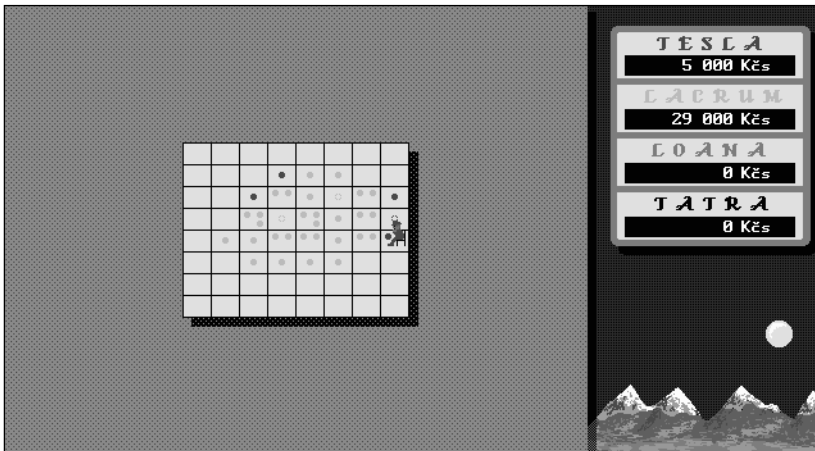 TESLA
5 000 Kčs
LACRUM
29 000 Kčs
LOANA
0 Kčs
TATRA
0 Kčs